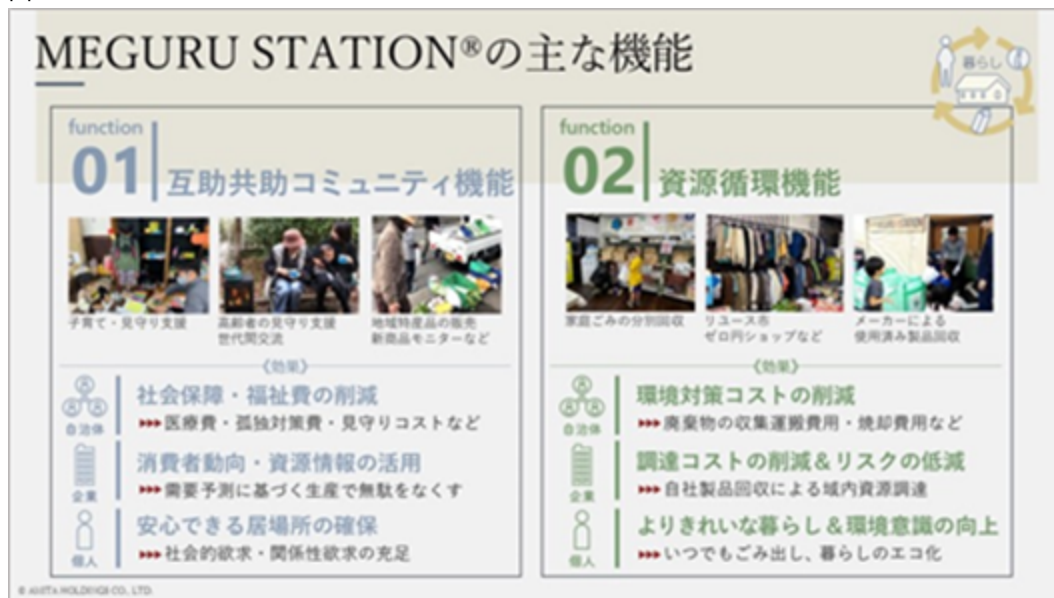 MEGURU STATION®の主な機能
暮らし
function
01 互助共助コミュニティ機能
子育て・見守り支援
高齢者の見守り支援
世代間交流
地域特産品の販売
新商品モニターなど
《効果》
自治体
社会保障・福祉費の削減
医療費・孤独対策費・見守りコストなど
企業
消費者動向・資源情報の活用
需要予測に基づく生産で無駄をなくす
個人
安心できる居場所の確保
社会的欲求・関係性欲求の充足
function
02 資源循環機能
家庭ごみの分別回収
リユース市
ゼロ円ショップなど
メーカーによる
使用済み製品回収
《効果》
自治体
環境対策コストの削減
廃棄物の収集運搬費用・焼却費用など
企業
調達コストの削減&リスクの低減
自社製品回収による域内資源調達
個人
よりきれいな暮らし&環境意識の向上
いつでもごみ出し、暮らしのエコ化
© AMITA HOLDINGS CO., LTD.